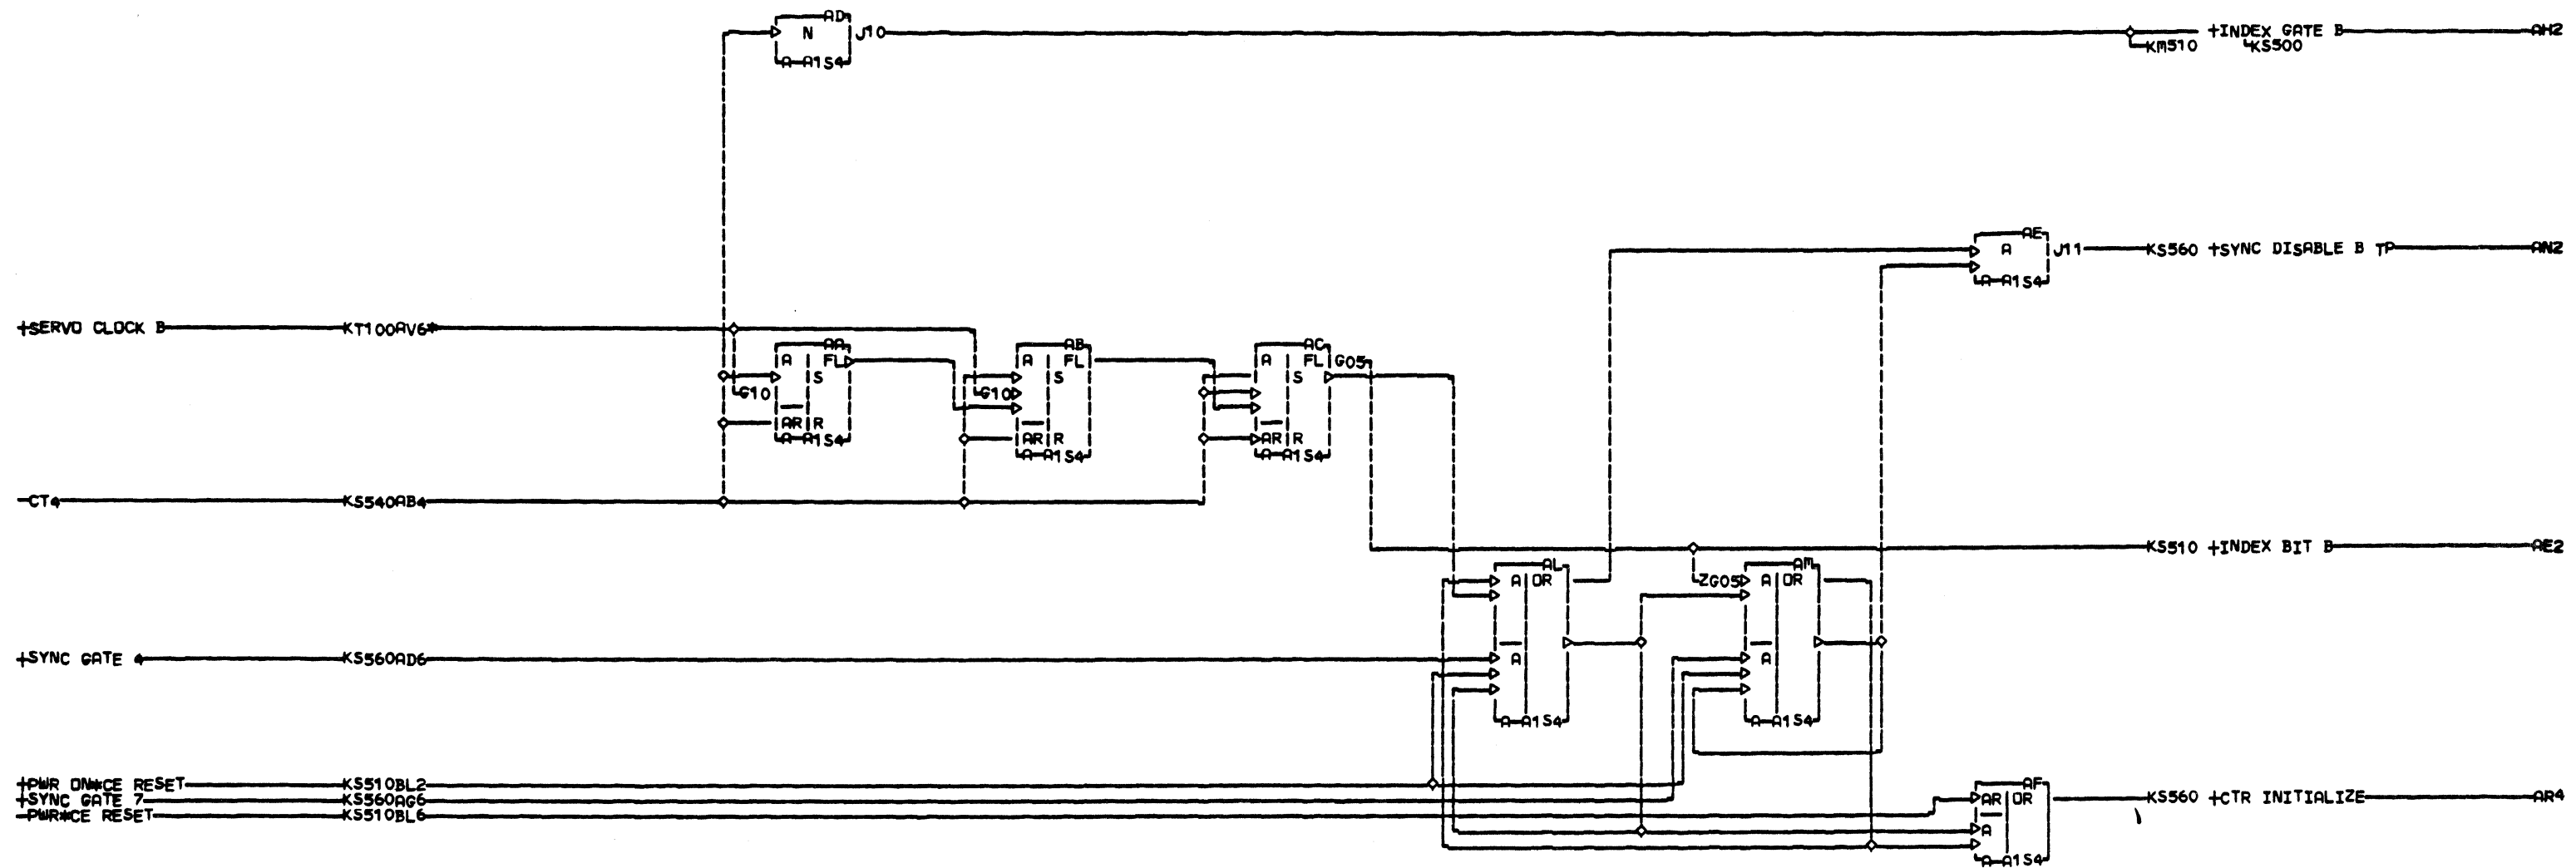 AD
N J10
A-A1S4
+INDEX GATE B AH2
KM510 KS500
AE
A J11 KS560 +SYNC DISABLE B TP AN2
A-A1S4
+SERVO CLOCK B KT100AV6*
AA AB AC
A FL A FL A FL G05
S S S
G10 G10
AR R
A-A1S4
AR R AR R
A-A1S4 A-A1S4
-CT4 KS540AB4
KS510 +INDEX BIT B AE2
AL AM
A OR ZG05 A OR
+SYNC GATE 4 KS560AD6
A A
A-A1S4 A-A1S4
+PWR ON*CE RESET KS510BL2
+SYNC GATE 7 KS560AG6
-PWR*CE RESET KS510BL6
AF
AR OR KS560 +CTR INITIALIZE AR4
A
A-A1S4